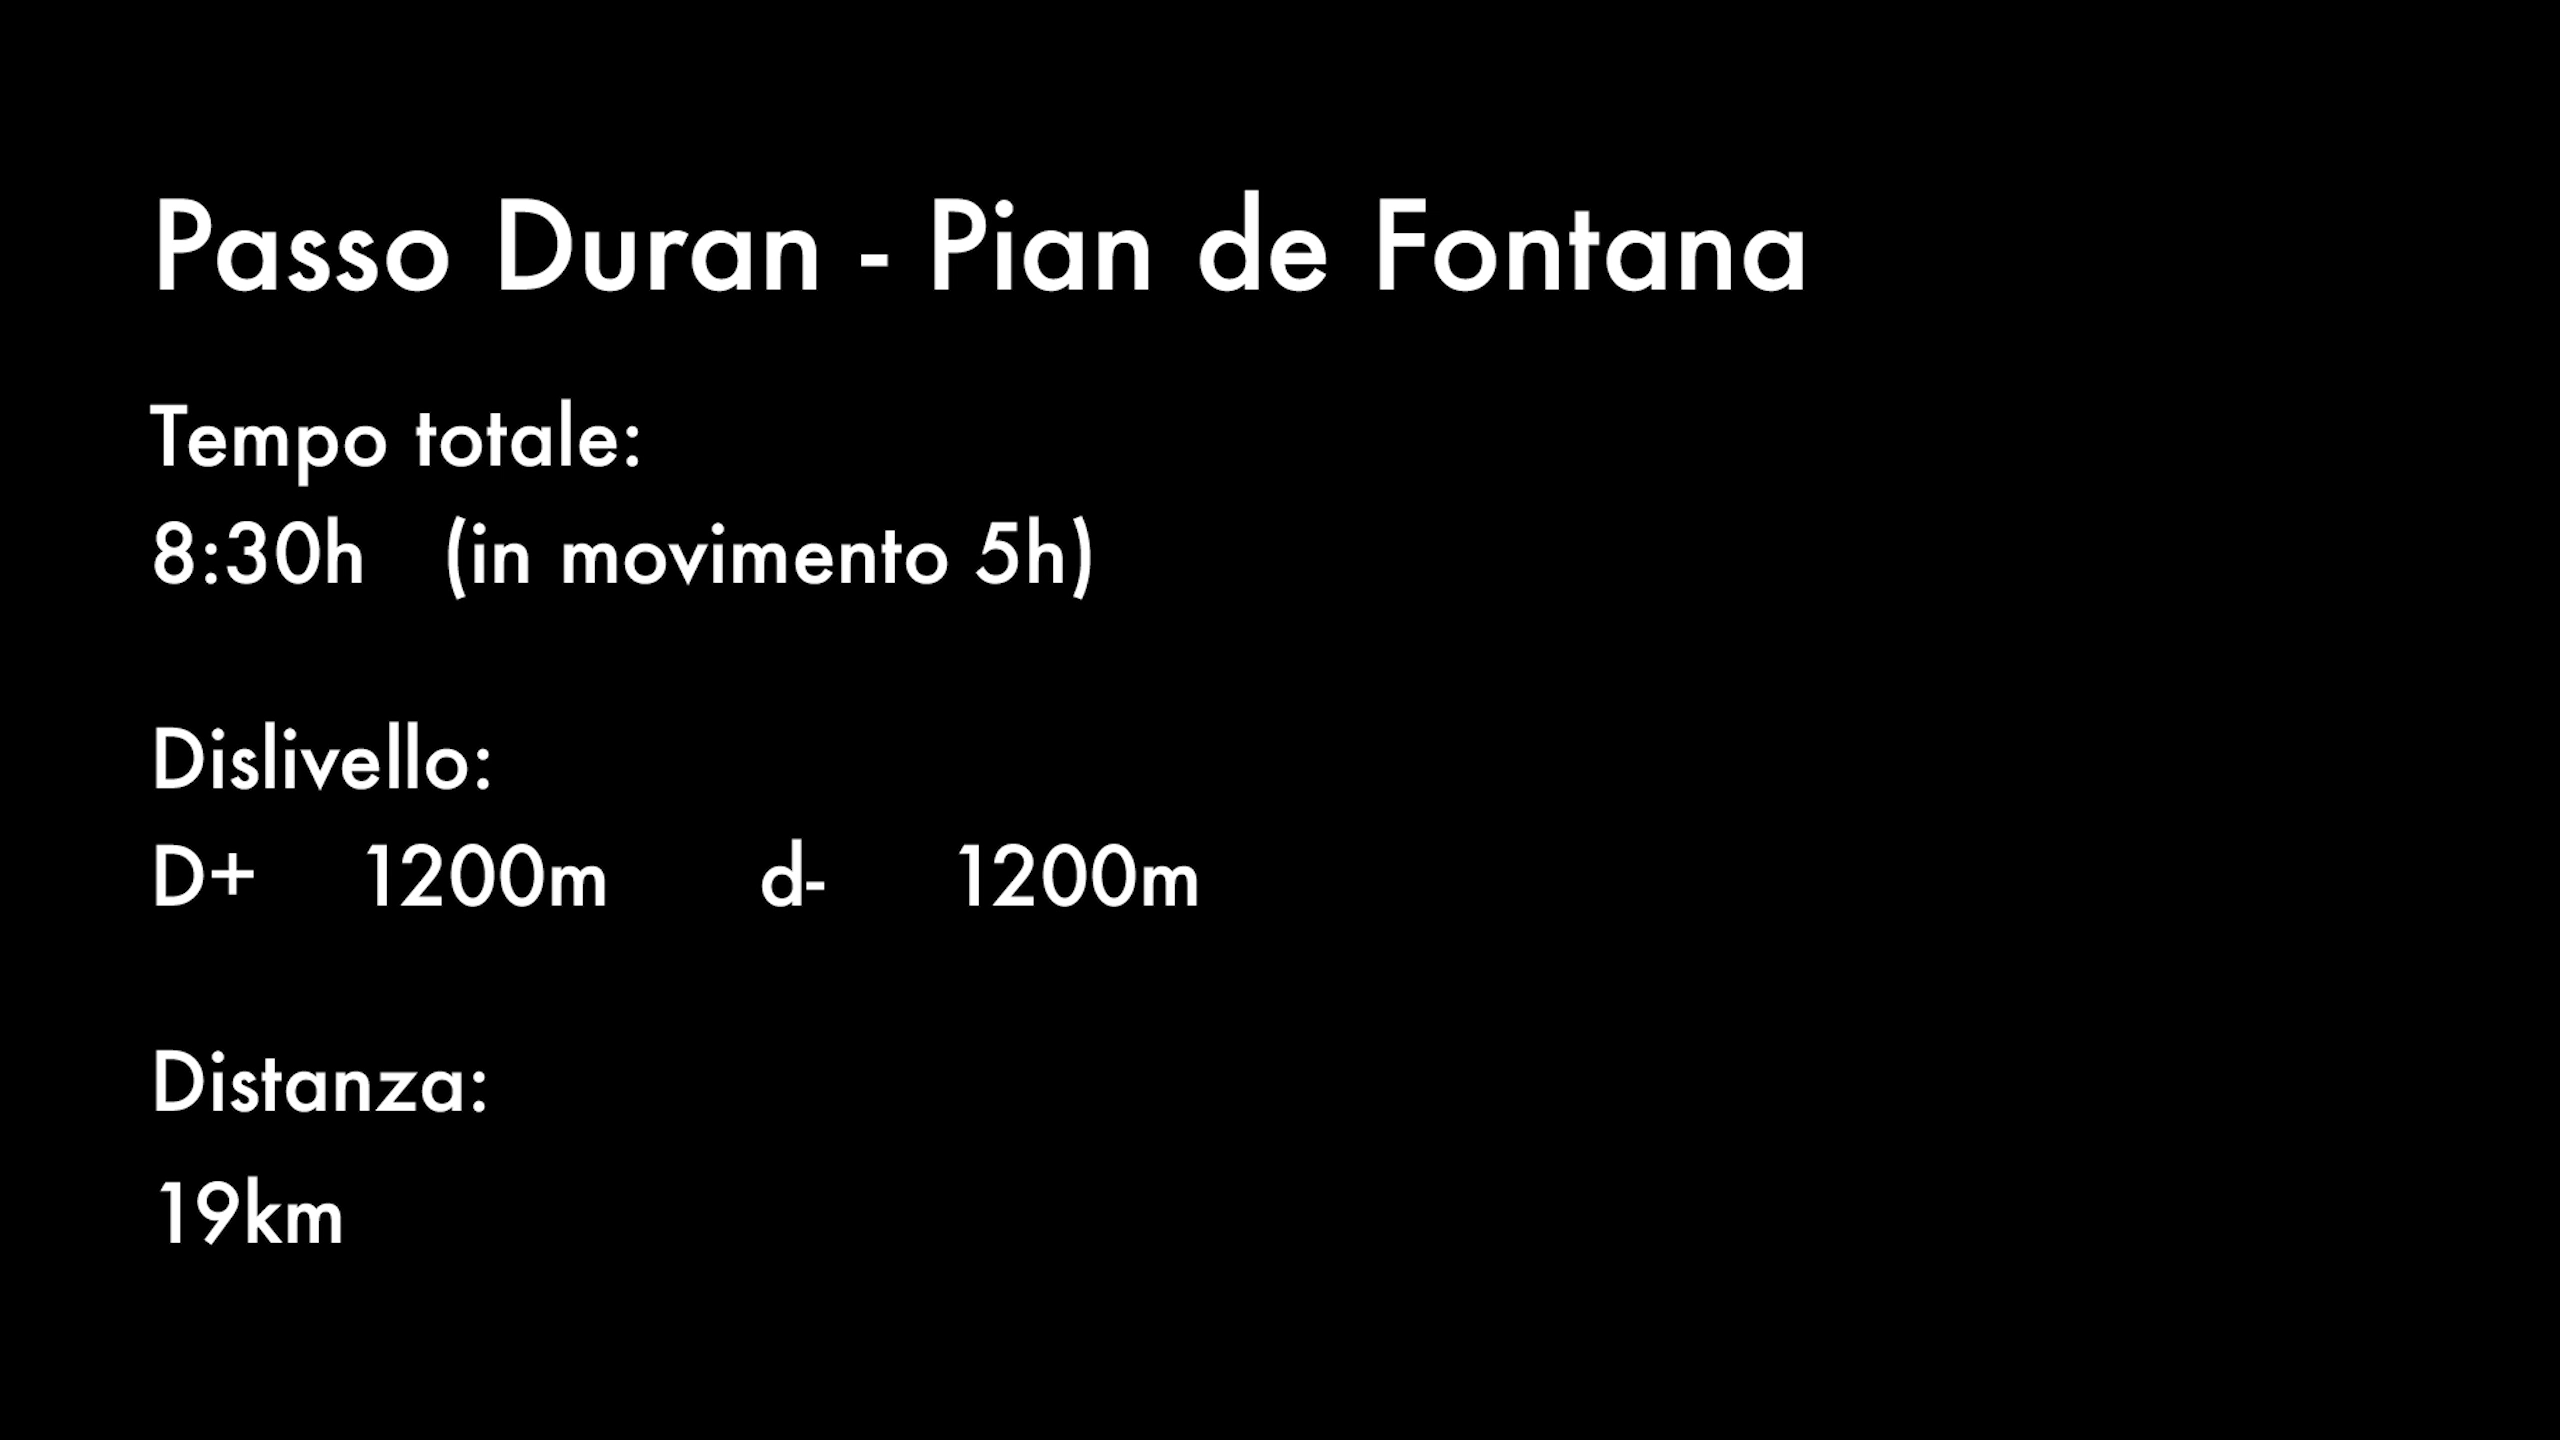 Passo Duran - Pian de Fontana
Tempo totale:
8:30h (in movimento 5h)
Dislivello:
D+ 1200m d- 1200m
Distanza:
19km